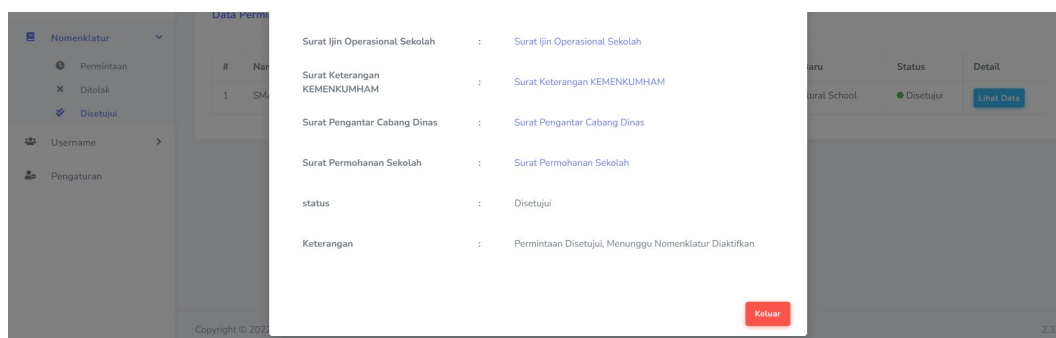 Data Permi
Nomenklatur
Permintaan
Ditolak
Disetujui
Username
Pengaturan
# Nar
1 SMA
Surat Ijin Operasional Sekolah : Surat Ijin Operasional Sekolah
Surat Keterangan
KEMENKUMHAM : Surat Keterangan KEMENKUMHAM
Surat Pengantar Cabang Dinas : Surat Pengantar Cabang Dinas
Surat Permohanan Sekolah : Surat Permohanan Sekolah
status : Disetujui
Keterangan : Permintaan Disetujui, Menunggu Nomenklatur Diaktifkan
Keluar
aru Status Detail
tural School Disetujui Lihat Data
Copyright © 2022
2.3